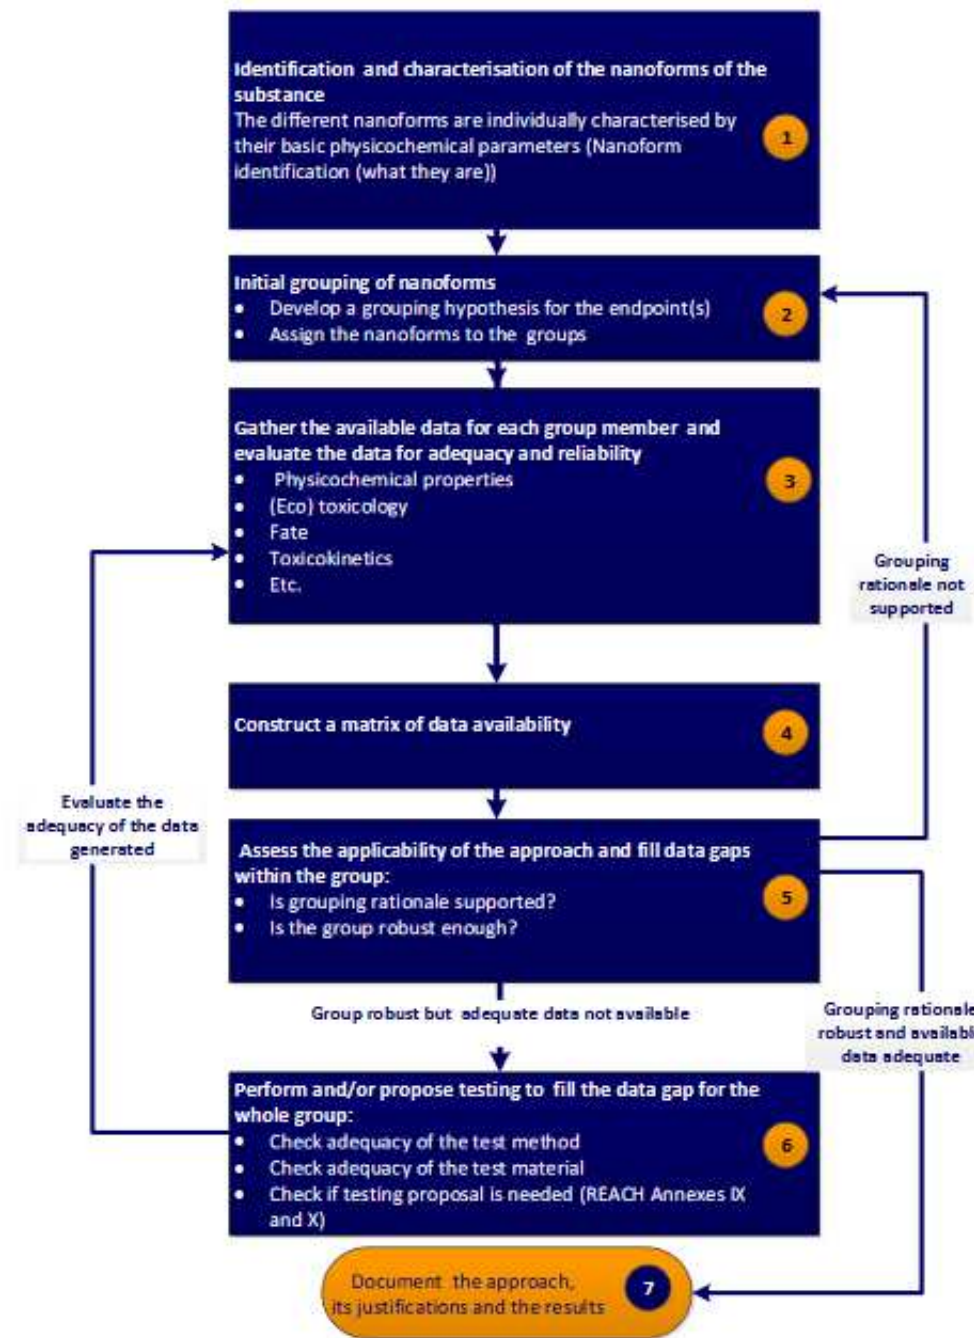 Identification and characterisation of the nanoforms of the
substance
The different nanoforms are individually characterised by
their basic physicochemical parameters (Nanoform
identification (what they are))
1
Initial grouping of nanoforms
• Develop a grouping hypothesis for the endpoint(s)
• Assign the nanoforms to the groups
2
Gather the available data for each group member and
evaluate the data for adequacy and reliability
• Physicochemical properties
• (Eco) toxicology
• Fate
• Toxicokinetics
• Etc.
3
Grouping
rationale not
supported
Construct a matrix of data availability
4
Evaluate the
adequacy of the data
generated
Assess the applicability of the approach and fill data gaps
within the group:
• Is grouping rationale supported?
• Is the group robust enough?
5
Group robust but adequate data not available
Grouping rationale
robust and availabl
data adequate
Perform and/or propose testing to fill the data gap for the
whole group:
• Check adequacy of the test method
• Check adequacy of the test material
• Check if testing proposal is needed (REACH Annexes IX
and X)
6
Document the approach,
its justifications and the results
7